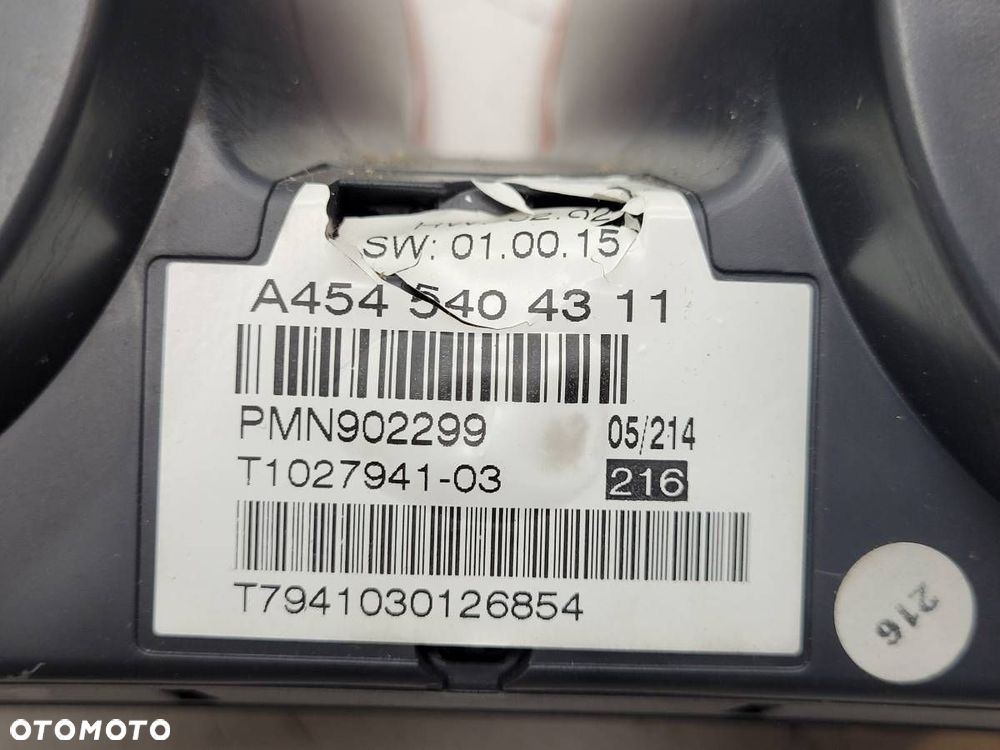 SW: 01.00.15
A454 540 43 11
PMN902299
05/214
T1027941-03
216
T7941030126854
216
OTOMOTO